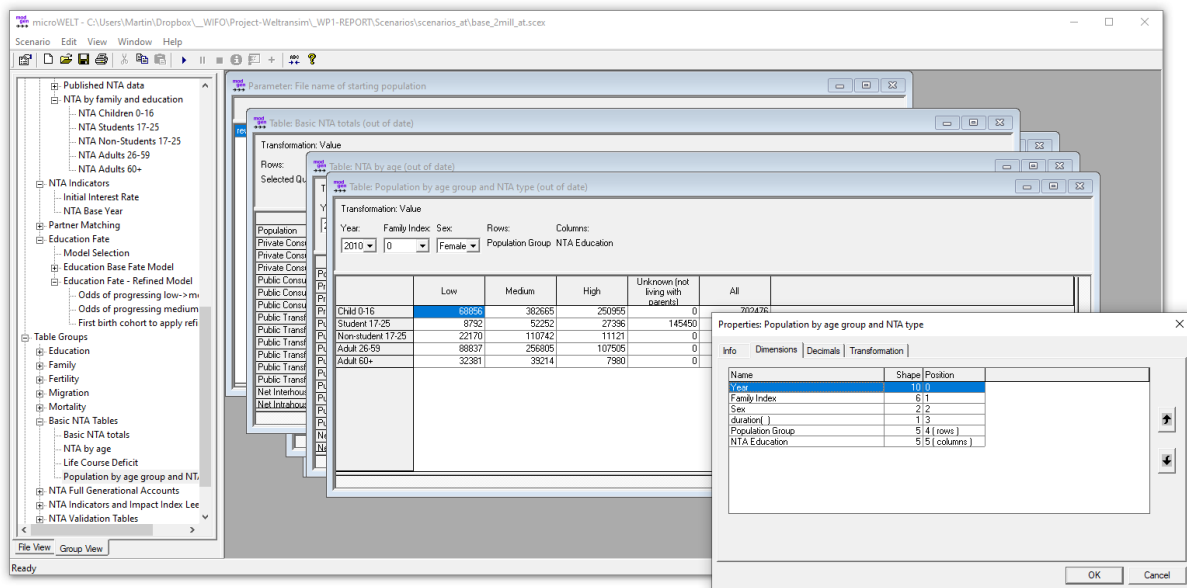 microWELT - C:\Users\Martin\Dropbox\__WIFO\Project-Weltransim\_WP1-REPORT\Scenarios\scenarios_at\base_2mill_at.scex
Scenario Edit View Window Help
Published NTA data
NTA by family and education
NTA Children 0-16
NTA Students 17-25
NTA Non-Students 17-25
NTA Adults 26-59
NTA Adults 60+
NTA Indicators
Initial Interest Rate
NTA Base Year
Partner Matching
Education Fate
Model Selection
Education Base Fate Model
Education Fate - Refined Model
Odds of progressing low->m
Odds of progressing medium
First birth cohort to apply refi
Table Groups
Education
Family
Fertility
Migration
Mortality
Basic NTA Tables
Basic NTA totals
NTA by age
Life Course Deficit
Population by age group and NT
NTA Full Generational Accounts
NTA Indicators and Impact Index Lee
NTA Validation Tables
File View Group View
Ready
Parameter: File name of starting population
Table: Basic NTA totals (out of date)
Transformation: Value
Rows:
Selected Qu
Population
Private Consu
Private Consu
Private Consu
Public Consu
Public Consu
Public Consu
Public Transf
Public Transf
Public Transf
Public Transf
Public Transf
Public Transf
Net Interhous
Net Intrahous
Table: NTA by age (out of date)
Table: Population by age group and NTA type (out of date)
Transformation: Value
Year: Family Index: Sex: Rows: Columns:
2010 0 Female Population Group NTA Education
Low Medium High Unknown (not living with parents) All
Child 0-16 68856 382665 250955 0 702476
Student 17-25 8792 52252 27396 145450
Non-student 17-25 22170 110742 11121 0
Adult 26-59 88837 256805 107505 0
Adult 60+ 32381 39214 7980 0
Properties: Population by age group and NTA type
Info Dimensions Decimals Transformation
Name Shape Position
Year 10 0
Family Index 6 1
Sex 2 2
duration( ) 1 3
Population Group 5 4 ( rows )
NTA Education 5 5 ( columns )
OK Cancel